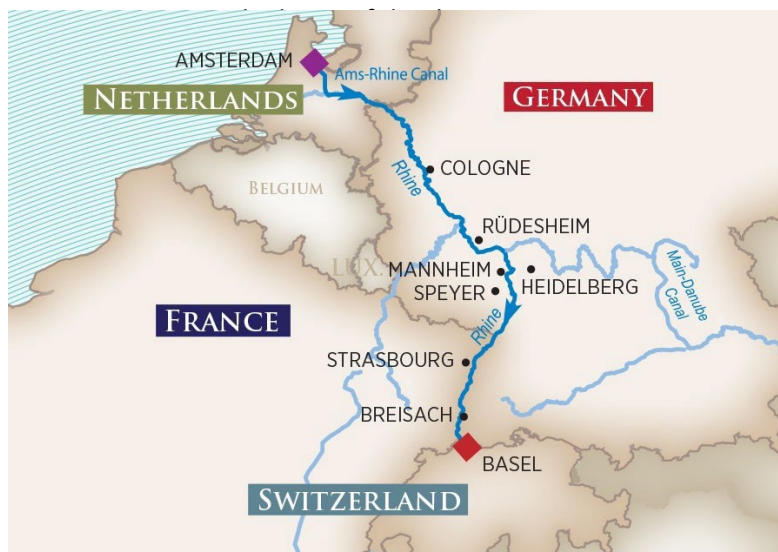 AMSTERDAM
Ams-Rhine Canal
NETHERLANDS
GERMANY
Rhine
COLOGNE
BELGIUM
RÜDESHEIM
LUX.
MANNHEIM
HEIDELBERG
SPEYER
Main-Danube
Canal
FRANCE
Rhine
STRASBOURG
BREISACH
BASEL
SWITZERLAND